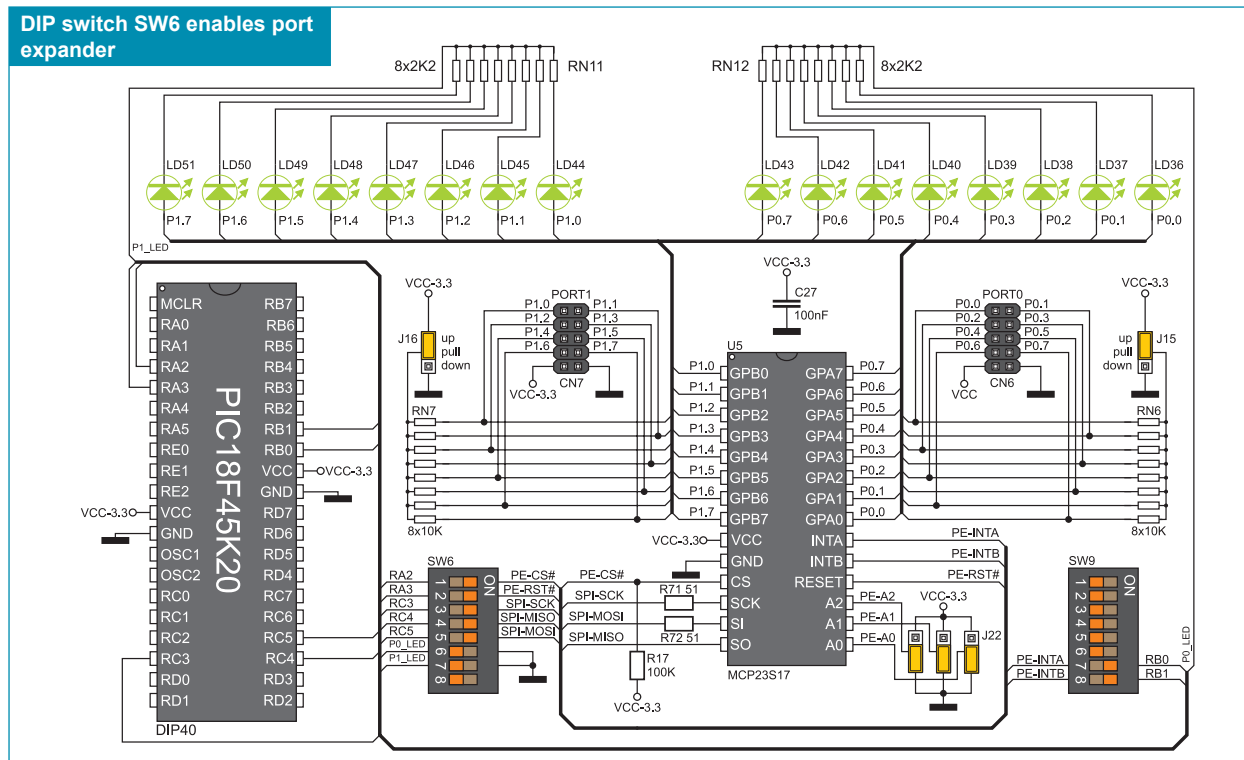 DIP switch SW6 enables port
expander
8x2K2
RN11
RN12
8x2K2
LD51
LD50
LD49
LD48
LD47
LD46
LD45
LD44
LD43
LD42
LD41
LD40
LD39
LD38
LD37
LD36
P1.7
P1.6
P1.5
P1.4
P1.3
P1.2
P1.1
P1.0
P0.7
P0.6
P0.5
P0.4
P0.3
P0.2
P0.1
P0.0
P1_LED
MCLR
RA0
RA1
RA2
RA3
RA4
RA5
RE0
RE1
RE2
VCC
GND
OSC1
OSC2
RC0
RC1
RC2
RC3
RD0
RD1
PIC18F45K20
RB7
RB6
RB5
RB4
RB3
RB2
RB1
RB0
VCC
GND
RD7
RD6
RD5
RD4
RC7
RC6
RC5
RC4
RD3
RD2
DIP40
VCC-3.3
VCC-3.3
VCC-3.3
J16
up
pull
down
PORT1
P1.0
P1.2
P1.4
P1.6
P1.1
P1.3
P1.5
P1.7
VCC-3.3
CN7
RN7
8x10K
VCC-3.3
C27
100nF
PORT0
P0.0
P0.2
P0.4
P0.6
P0.1
P0.3
P0.5
P0.7
VCC
CN6
VCC-3.3
up
pull
down
J15
RN6
8x10K
U5
P1.0
P1.1
P1.2
P1.3
P1.4
P1.5
P1.6
P1.7
VCC-3.3
GPB0
GPB1
GPB2
GPB3
GPB4
GPB5
GPB6
GPB7
VCC
GND
CS
SCK
SI
SO
GPA7
GPA6
GPA5
GPA4
GPA3
GPA2
GPA1
GPA0
INTA
INTB
RESET
A2
A1
A0
MCP23S17
P0.7
P0.6
P0.5
P0.4
P0.3
P0.2
P0.1
P0.0
PE-INTA
PE-INTB
PE-RST#
PE-A2
PE-A1
PE-A0
VCC-3.3
J22
SW6
RA2
RA3
RC3
RC4
RC5
P0_LED
P1_LED
1
2
3
4
5
6
7
8
ON
PE-CS#
PE-RST#
SPI-SCK
SPI-MISO
SPI-MOSI
PE-CS#
SPI-SCK
SPI-MOSI
SPI-MISO
R71 51
R72 51
R17
100K
VCC-3.3
SW9
1
2
3
4
5
6
7
8
ON
PE-INTA
PE-INTB
RB0
RB1
P0_LED